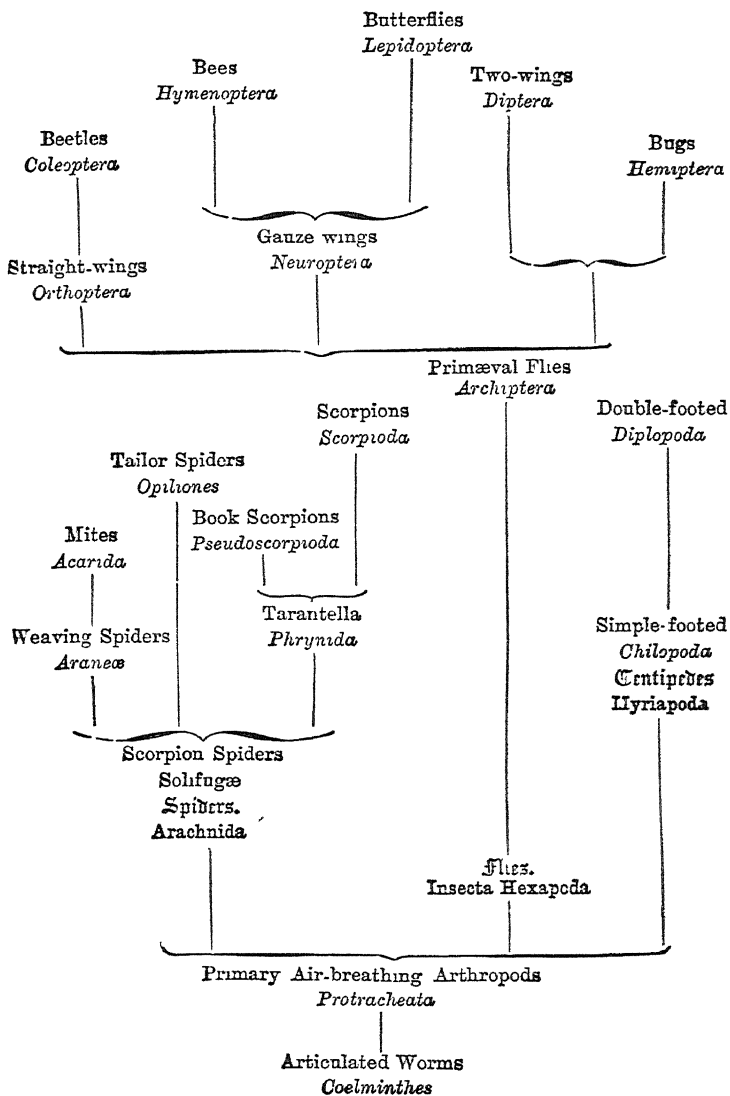 Butterflies
Lepidoptera
Bees
Hymenoptera
Two-wings
Diptera
Beetles
Coleoptera
Bugs
Hemiptera
Gauze wings
Neuroptera
Straight-wings
Orthoptera
Primæval Flies
Archiptera
Scorpions
Scorpioda
Double-footed
Diplopoda
Tailor Spiders
Opiliones
Book Scorpions
Pseudoscorpioda
Mites
Acarida
Tarantella
Phrynida
Weaving Spiders
Araneæ
Simple-footed
Chilopoda
Centipedes
Myriapoda
Scorpion Spiders
Solifugæ
Spiders.
Arachnida
Flies.
Insecta Hexapoda
Primary Air-breathing Arthropods
Protracheata
Articulated Worms
Coelminthes